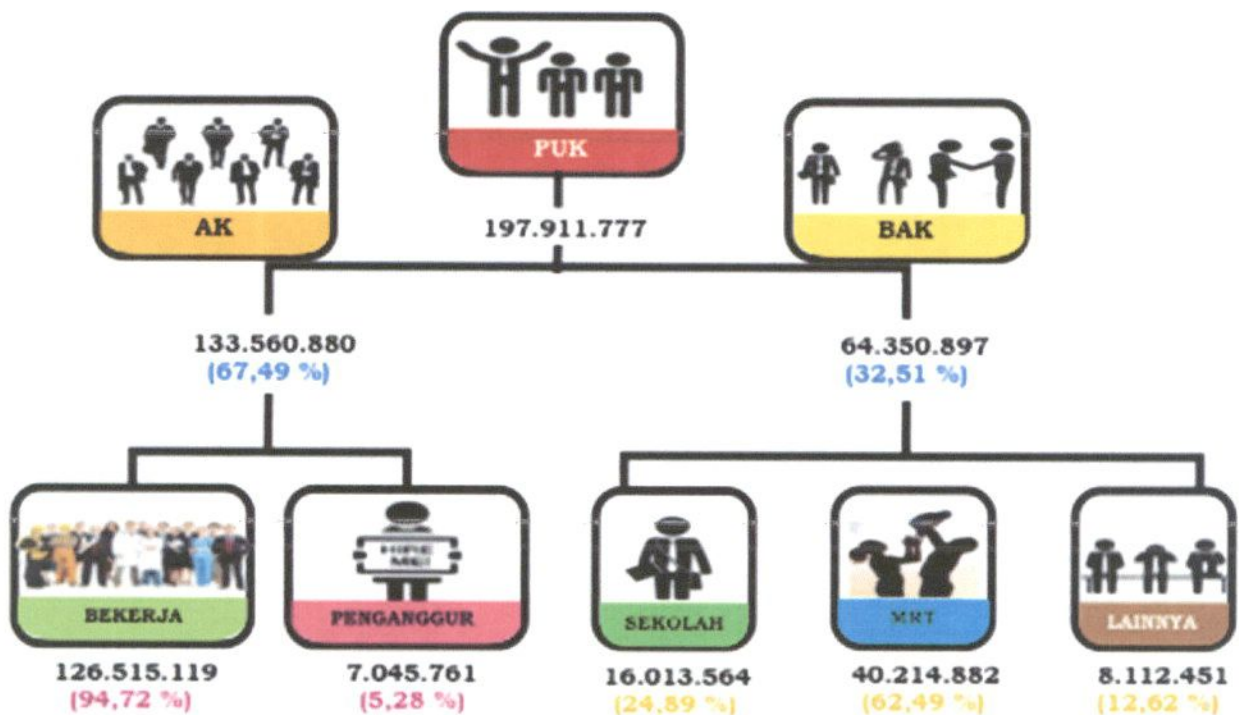 PUK
AK
BAK
197.911.777
133.560.880
(67,49 %)
64.350.897
(32,51 %)
HIRE
ME!
BEKERJA
PENGANGGUR
SEKOLAH
MRT
LAINNYA
126.515.119
(94,72 %)
7.045.761
(5,28 %)
16.013.564
(24,89 %)
40.214.882
(62,49 %)
8.112.451
(12,62 %)